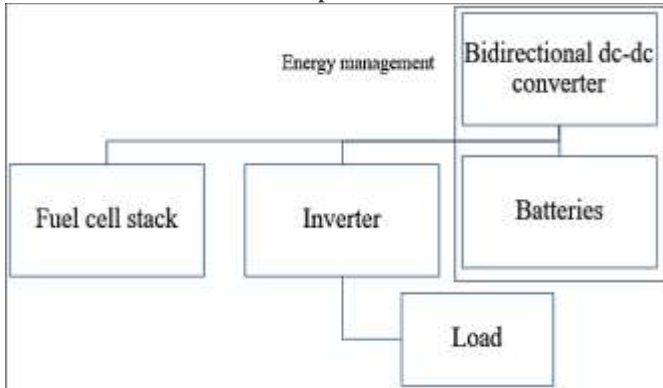 Energy management
Bidirectional dc-dc
converter
Fuel cell stack
Inverter
Batteries
Load